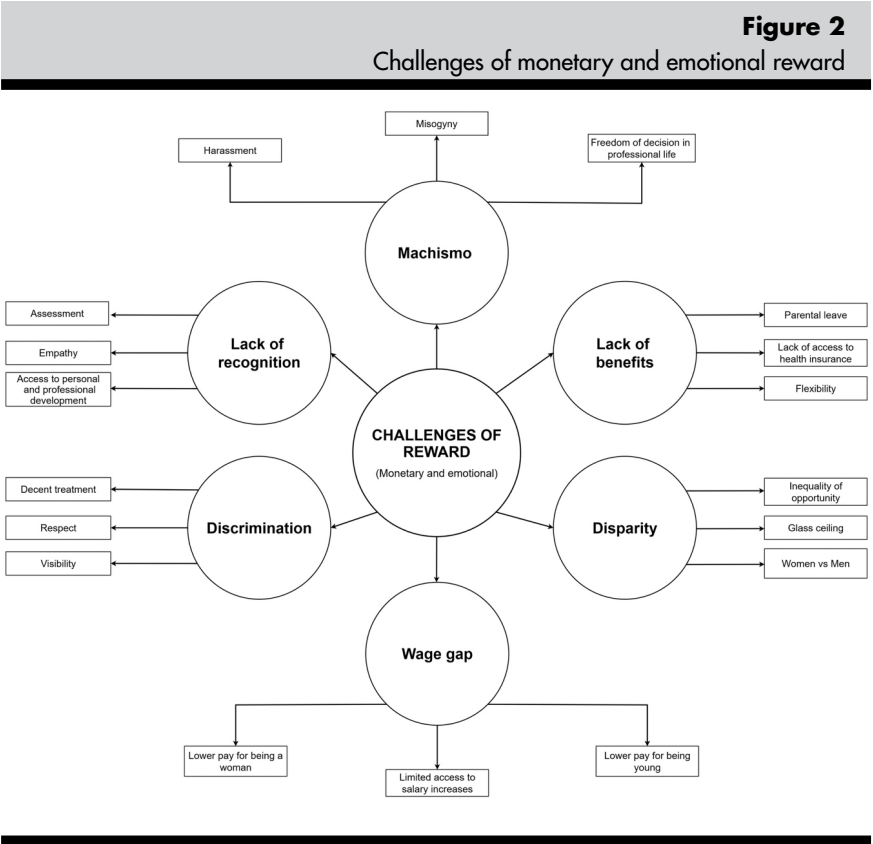 Figure 2
Challenges of monetary and emotional reward
Misogyny
Harassment
Freedom of decision in
professional life
Machismo
Assessment
Empathy
Access to personal
and professional
development
Lack of
recognition
Lack of
benefits
Parental leave
Lack of access to
health insurance
Flexibility
CHALLENGES OF
REWARD
(Monetary and emotional)
Decent treatment
Respect
Visibility
Discrimination
Disparity
Inequality of
opportunity
Glass ceiling
Women vs Men
Wage gap
Lower pay for being a
woman
Limited access to
salary increases
Lower pay for being
young